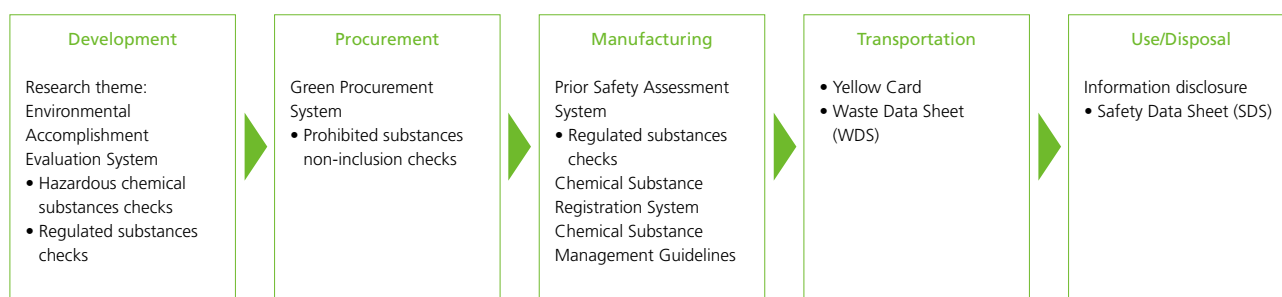 Development
Research theme:
Environmental
Accomplishment
Evaluation System
• Hazardous chemical
substances checks
• Regulated substances
checks
Procurement
Green Procurement
System
• Prohibited substances
non-inclusion checks
Manufacturing
Prior Safety Assessment
System
• Regulated substances
checks
Chemical Substance
Registration System
Chemical Substance
Management Guidelines
Transportation
• Yellow Card
• Waste Data Sheet
(WDS)
Use/Disposal
Information disclosure
• Safety Data Sheet (SDS)